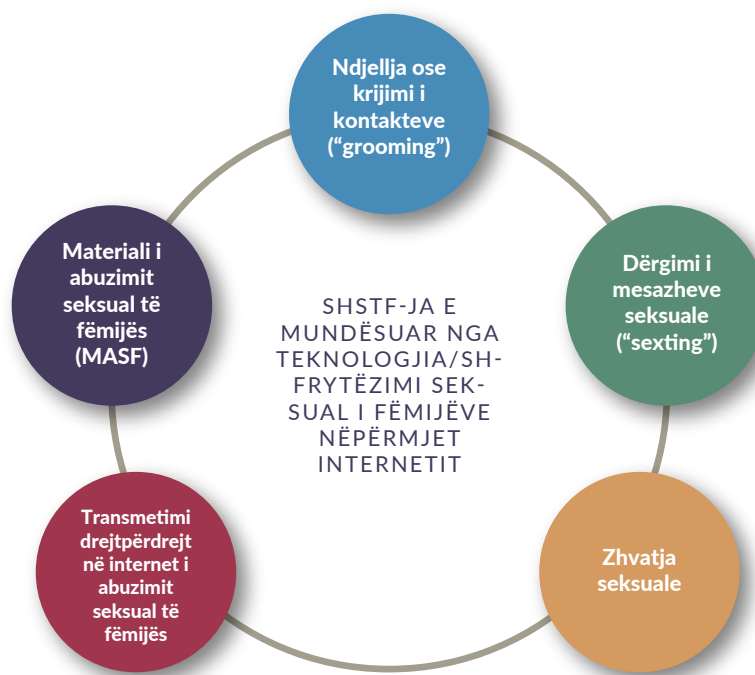 Ndjellja ose
krijimi i
kontakteve
(“grooming”)
Dërgimi i
mesazheve
seksuale
(“sexting”)
Zhvatja
seksuale
Transmetimi
drejtpërdrejt
në internet i
abuzimit
seksual të
fëmijës
Materiali i
abuzimit
seksual të
fëmijës
(MASF)
SHSTF-JA E
MUNDËSUAR NGA
TEKNOLOGJIA/SH-
FRYTËZIMI SEK-
SUAL I FËMIJËVE
NËPËRMJET
INTERNETIT